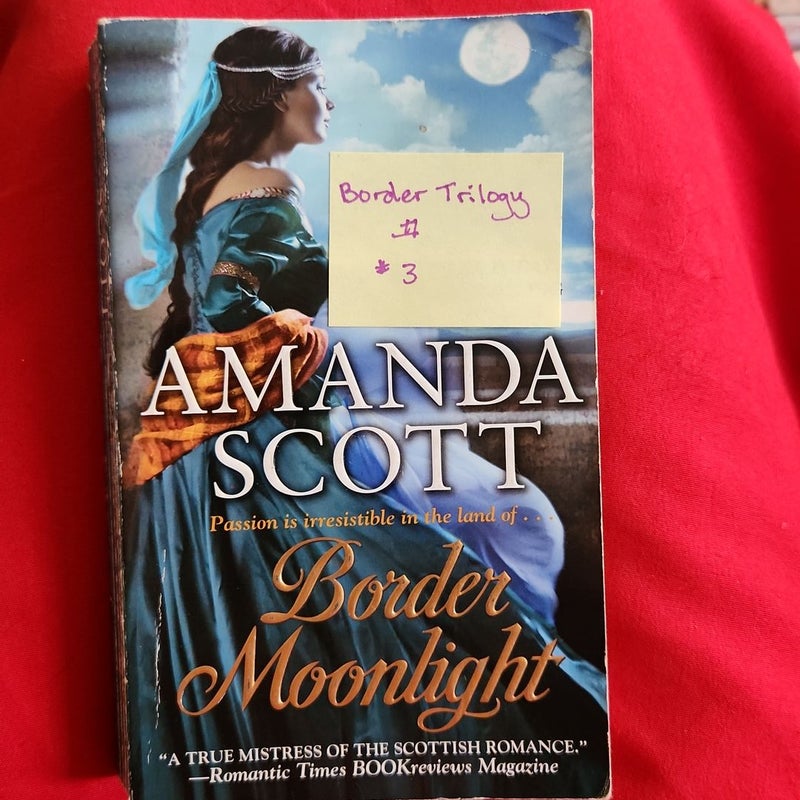 Border Trilogy
#
* 3
AMANDA
SCOTT
Passion is irresistible in the land of . . .
Border
Moonlight
"A TRUE MISTRESS OF THE SCOTTISH ROMANCE."
—Romantic Times BOOKreviews Magazine